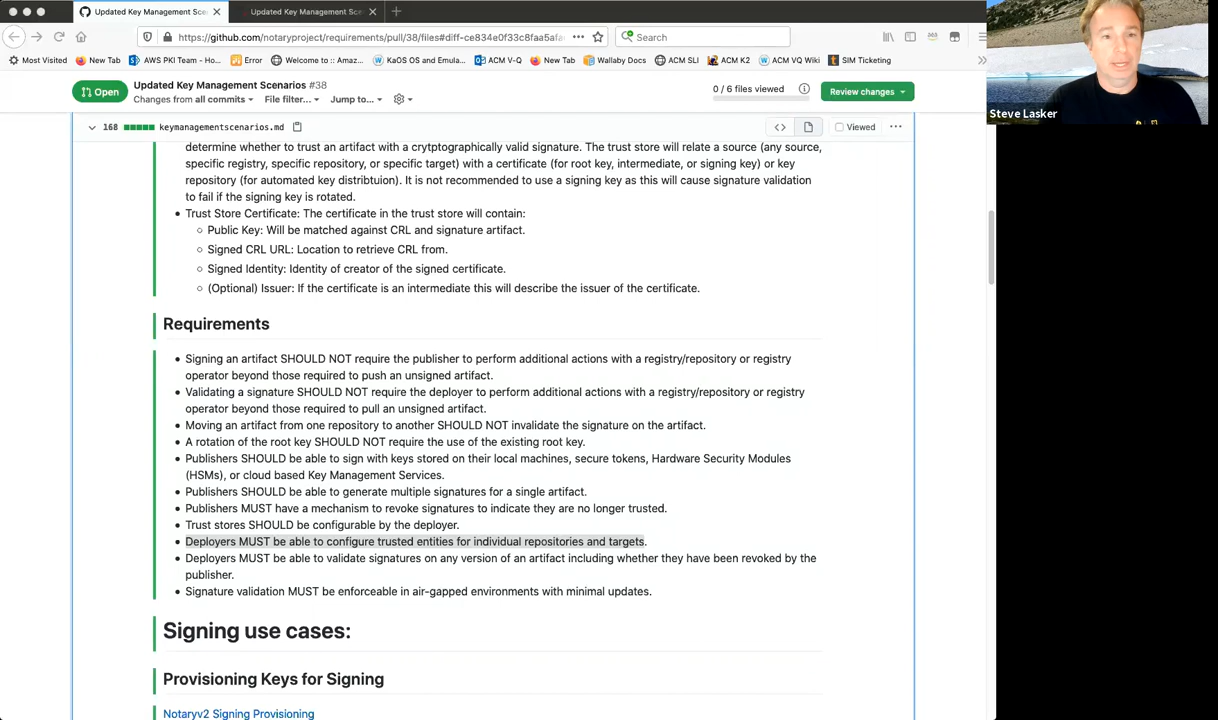 Updated Key Management Sce
Updated Key Management Sce
https://github.com/notaryproject/requirements/pull/38/files#diff-ce834e0f33c8faa5afa
Search
Most Visited
New Tab
AWS PKI Team - Ho...
Error
Welcome to :: Amaz...
KaOS OS and Emula...
ACM V-Q
New Tab
Wallaby Docs
ACM SLI
ACM K2
ACM VQ Wiki
SIM Ticketing
Open
Updated Key Management Scenarios #38
Changes from all commits
File filter...
Jump to...
0 / 6 files viewed
Review changes
168
keymanagementscenarios.md
Viewed
determine whether to trust an artifact with a crytptographically valid signature. The trust store will relate a source (any source,
specific registry, specific repository, or specific target) with a certificate (for root key, intermediate, or signing key) or key
repository (for automated key distribtuion). It is not recommended to use a signing key as this will cause signature validation
to fail if the signing key is rotated.
• Trust Store Certificate: The certificate in the trust store will contain:
○ Public Key: Will be matched against CRL and signature artifact.
○ Signed CRL URL: Location to retrieve CRL from.
○ Signed Identity: Identity of creator of the signed certificate.
○ (Optional) Issuer: If the certificate is an intermediate this will describe the issuer of the certificate.
Requirements
• Signing an artifact SHOULD NOT require the publisher to perform additional actions with a registry/repository or registry
operator beyond those required to push an unsigned artifact.
• Validating a signature SHOULD NOT require the deployer to perform additional actions with a registry/repository or registry
operator beyond those required to pull an unsigned artifact.
• Moving an artifact from one repository to another SHOULD NOT invalidate the signature on the artifact.
• A rotation of the root key SHOULD NOT require the use of the existing root key.
• Publishers SHOULD be able to sign with keys stored on their local machines, secure tokens, Hardware Security Modules
(HSMs), or cloud based Key Management Services.
• Publishers SHOULD be able to generate multiple signatures for a single artifact.
• Publishers MUST have a mechanism to revoke signatures to indicate they are no longer trusted.
• Trust stores SHOULD be configurable by the deployer.
• Deployers MUST be able to configure trusted entities for individual repositories and targets.
• Deployers MUST be able to validate signatures on any version of an artifact including whether they have been revoked by the
publisher.
• Signature validation MUST be enforceable in air-gapped environments with minimal updates.
Signing use cases:
Provisioning Keys for Signing
Notaryv2 Signing Provisioning
Steve Lasker